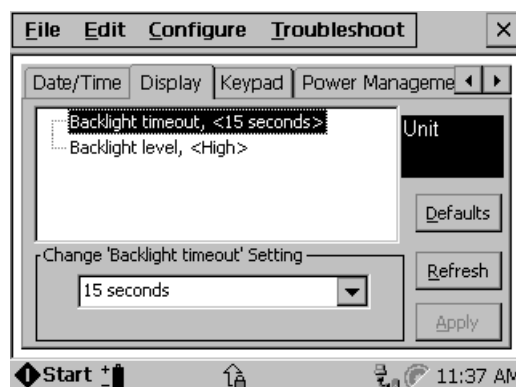 File Edit Configure Troubleshoot
Date/Time Display Keypad Power Manageme
Backlight timeout, <15 seconds>
Backlight level, <High>
Unit
Defaults
Change 'Backlight timeout' Setting
15 seconds
Refresh
Apply
Start 11:37 AM